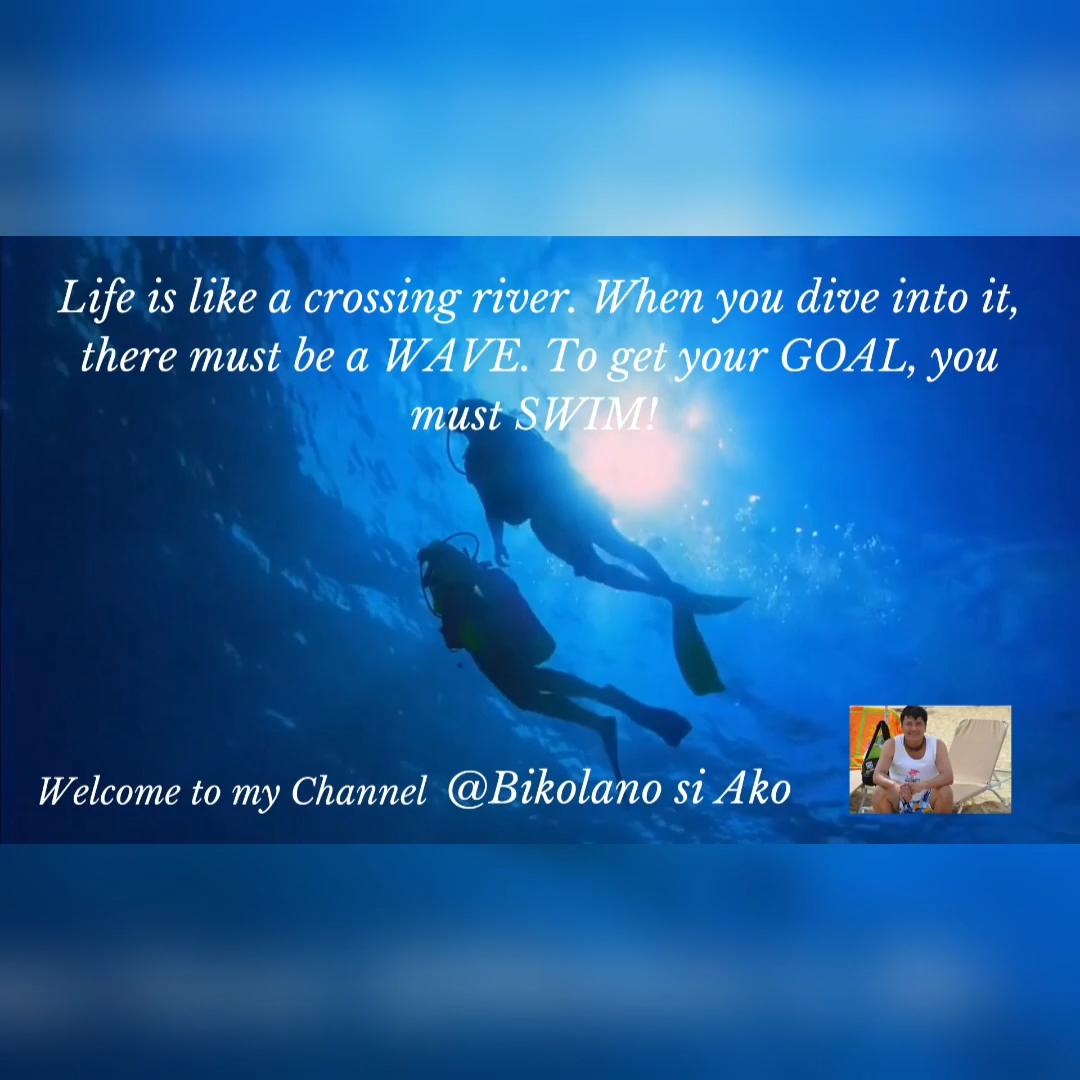 Life is like a crossing river. When you dive into it,
there must be a WAVE. To get your GOAL, you
must SWIM!
Welcome to my Channel @Bikolano si Ako